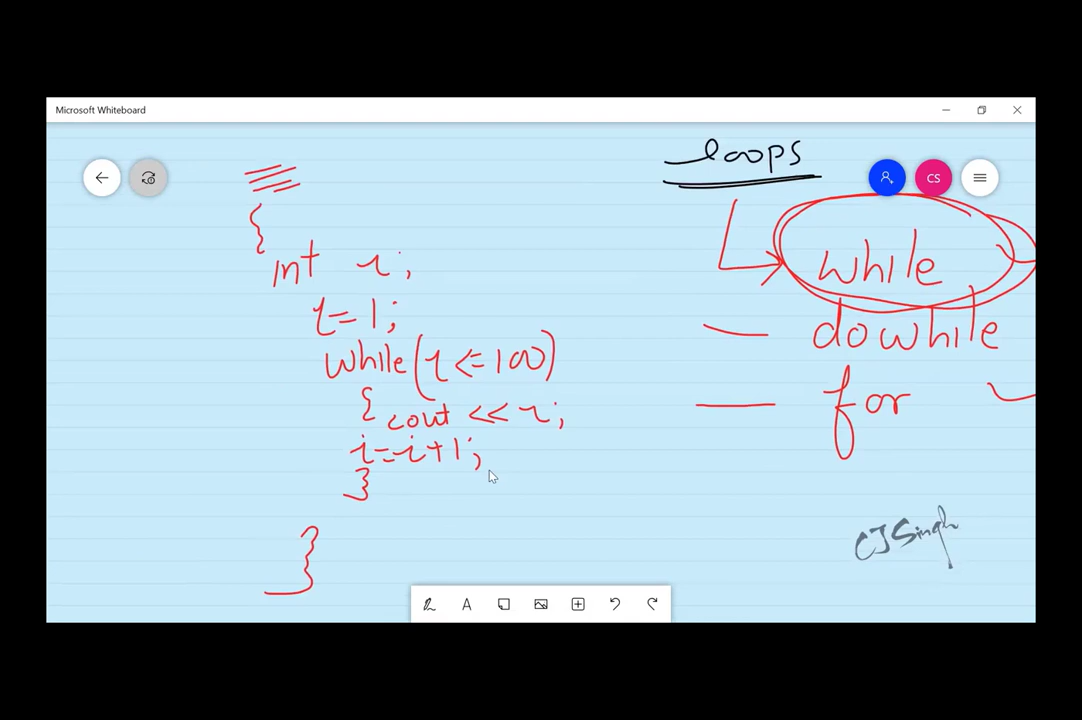 Microsoft Whiteboard
loops
CS
{
int i;
i=1;
while(i<=100)
{ cout << i;
i=i+1;
}
}
while
— dowhile
— for
CJSingh
A